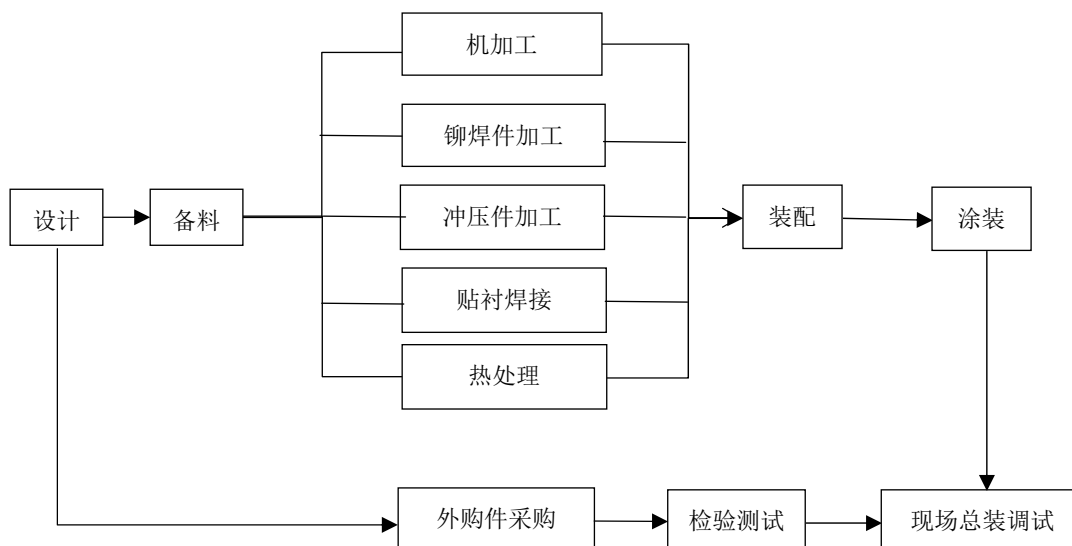 机加工
铆焊件加工
设计
备料
冲压件加工
装配
涂装
贴衬焊接
热处理
外购件采购
检验测试
现场总装调试